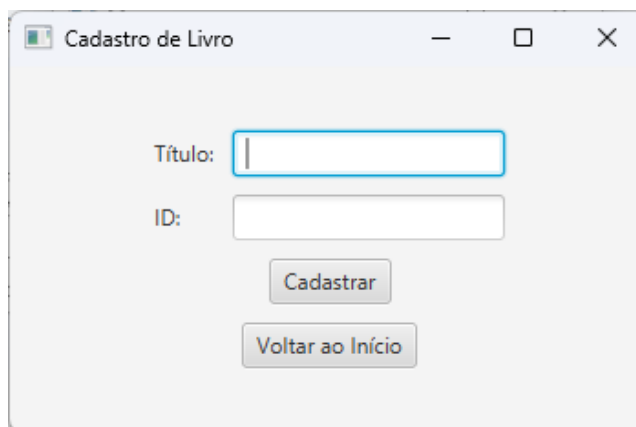 Cadastro de Livro
Título:
ID:
Cadastrar
Voltar ao Início